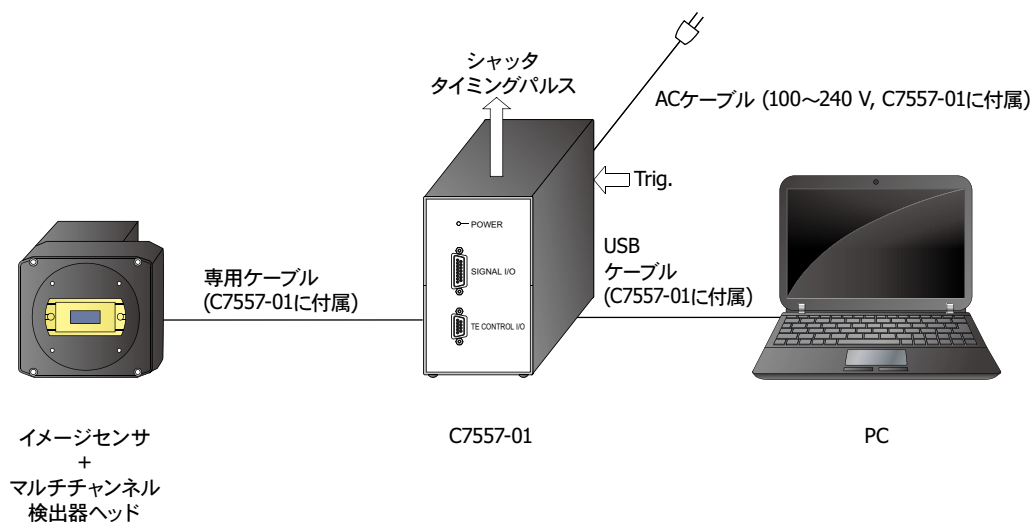 シャッタ
タイミングパルス
ACケーブル (100～240 V, C7557-01に付属)
Trig.
POWER
SIGNAL I/O
TE CONTROL I/O
専用ケーブル
(C7557-01に付属)
USB
ケーブル
(C7557-01に付属)
イメージセンサ
+
マルチチャンネル
検出器ヘッド
C7557-01
PC